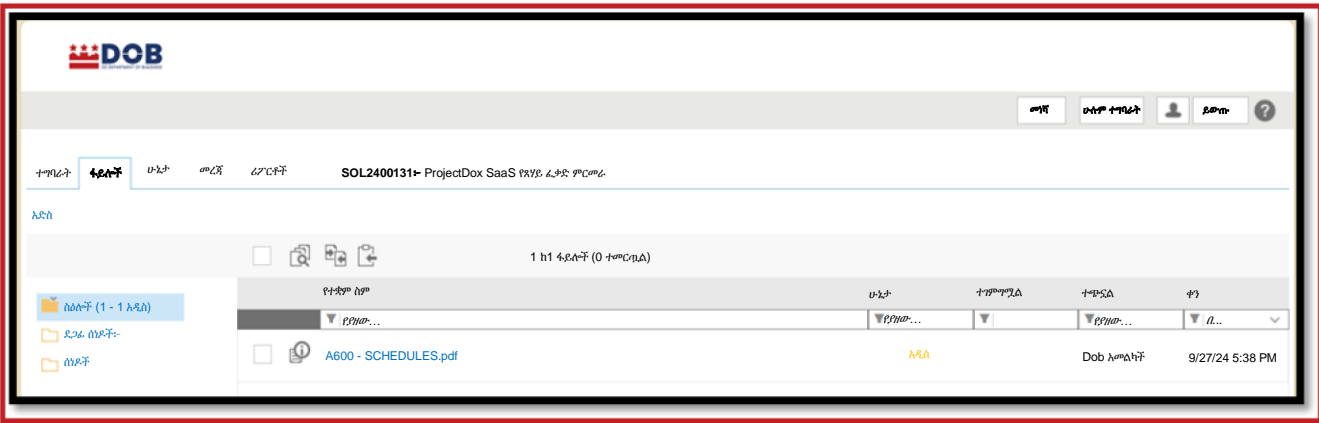 DOB
መነሻ ሁሉም ተግባራት ይውጡ
ተግባራት ፋይሎች ሁኔታ መረጃ ሪፖርቶች SOL2400131፡- ProjectDox SaaS የጸሃይ ፈቃድ ምርመራ
አድስ
1 ከ1 ፋይሎች (0 ተመርጧል)
ስዕሎች (1 - 1 አዲስ)
ደጋፊ ሰነዶች፡-
ሰነዶች
የተቋም ስም ሁኔታ ተገምግሟል ተጭኗል ቀን
የያዘው... የያዘው... የያዘው... በ...
A600 - SCHEDULES.pdf አዲስ Dob አመልካች 9/27/24 5:38 PM